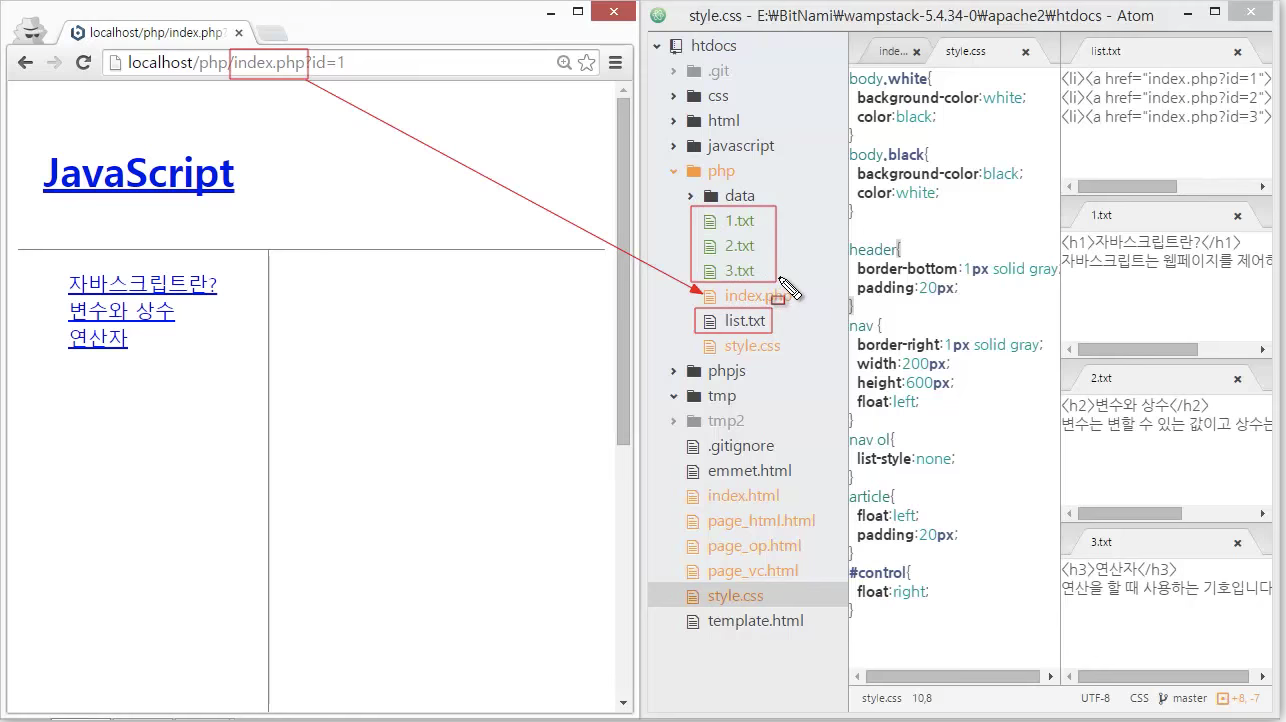 localhost/php/index.php?
localhost/php/index.php?id=1
JavaScript
자바스크립트란?
변수와 상수
연산자
style.css - E:₩BitNami₩wampstack-5.4.34-0₩apache2₩htdocs - Atom
htdocs
.git
css
html
javascript
php
data
1.txt
2.txt
3.txt
index.php
list.txt
style.css
phpjs
tmp
tmp2
.gitignore
emmet.html
index.html
page_html.html
page_op.html
page_vc.html
style.css
template.html
inde...
style.css
body.white{
background-color:white;
color:black;
}
body.black{
background-color:black;
color:white;
}
header{
border-bottom:1px solid gray;
padding:20px;
}
nav {
border-right:1px solid gray;
width:200px;
height:600px;
float:left;
}
nav ol{
list-style:none;
}
article{
float:left;
padding:20px;
}
#control{
float:right;
}
list.txt
<li><a href="index.php?id=1">
<li><a href="index.php?id=2">
<li><a href="index.php?id=3">
1.txt
<h1>자바스크립트란?</h1>
자바스크립트는 웹페이지를 제어하
2.txt
<h2>변수와 상수</h2>
변수는 변할 수 있는 값이고 상수는
3.txt
<h3>연산자</h3>
연산을 할 때 사용하는 기호입니다
style.css 10,8
UTF-8 CSS master +8, -7